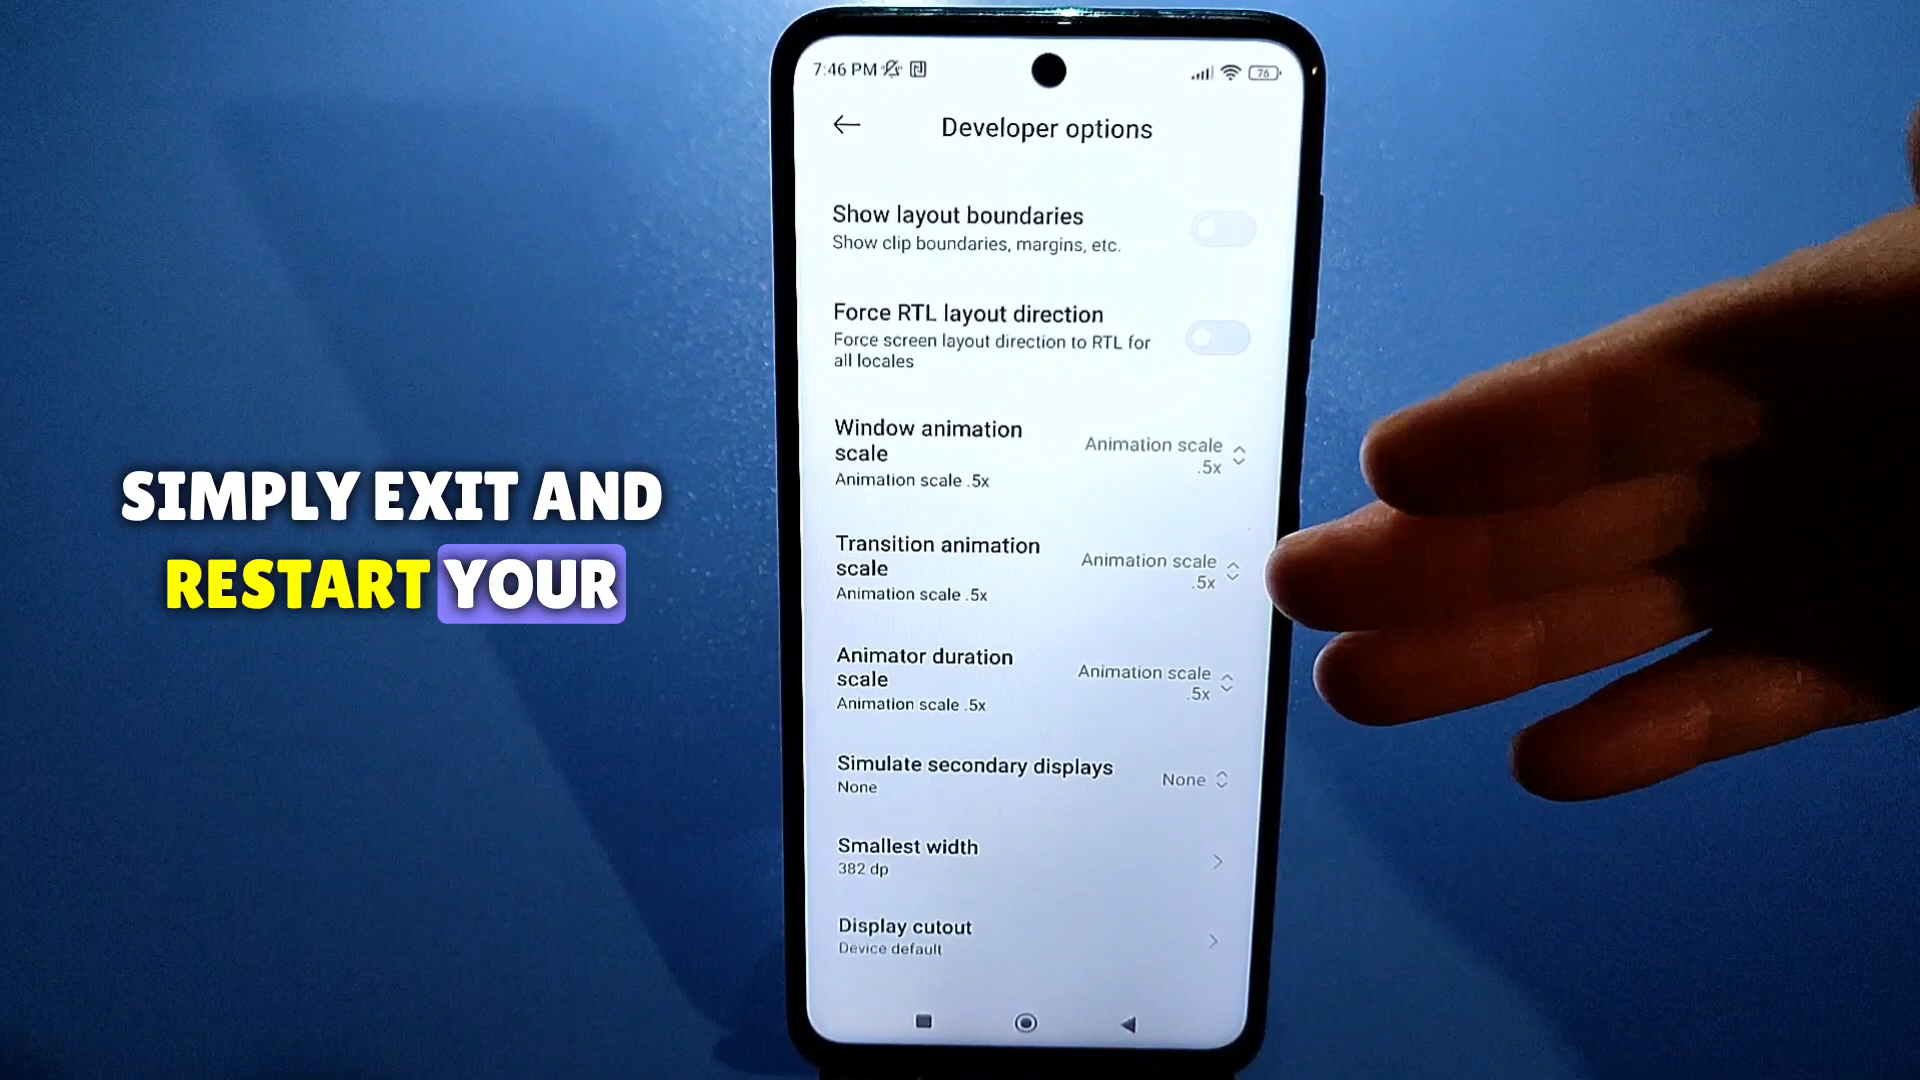 7:46 PM
76
Developer options
Show layout boundaries
Show clip boundaries, margins, etc.
Force RTL layout direction
Force screen layout direction to RTL for
all locales
Window animation
scale
Animation scale .5x
Animation scale
.5x
Transition animation
scale
Animation scale .5x
Animation scale
.5x
Animator duration
scale
Animation scale .5x
Animation scale
.5x
Simulate secondary displays
None
None
Smallest width
382 dp
Display cutout
Device default
SIMPLY EXIT AND
RESTART YOUR